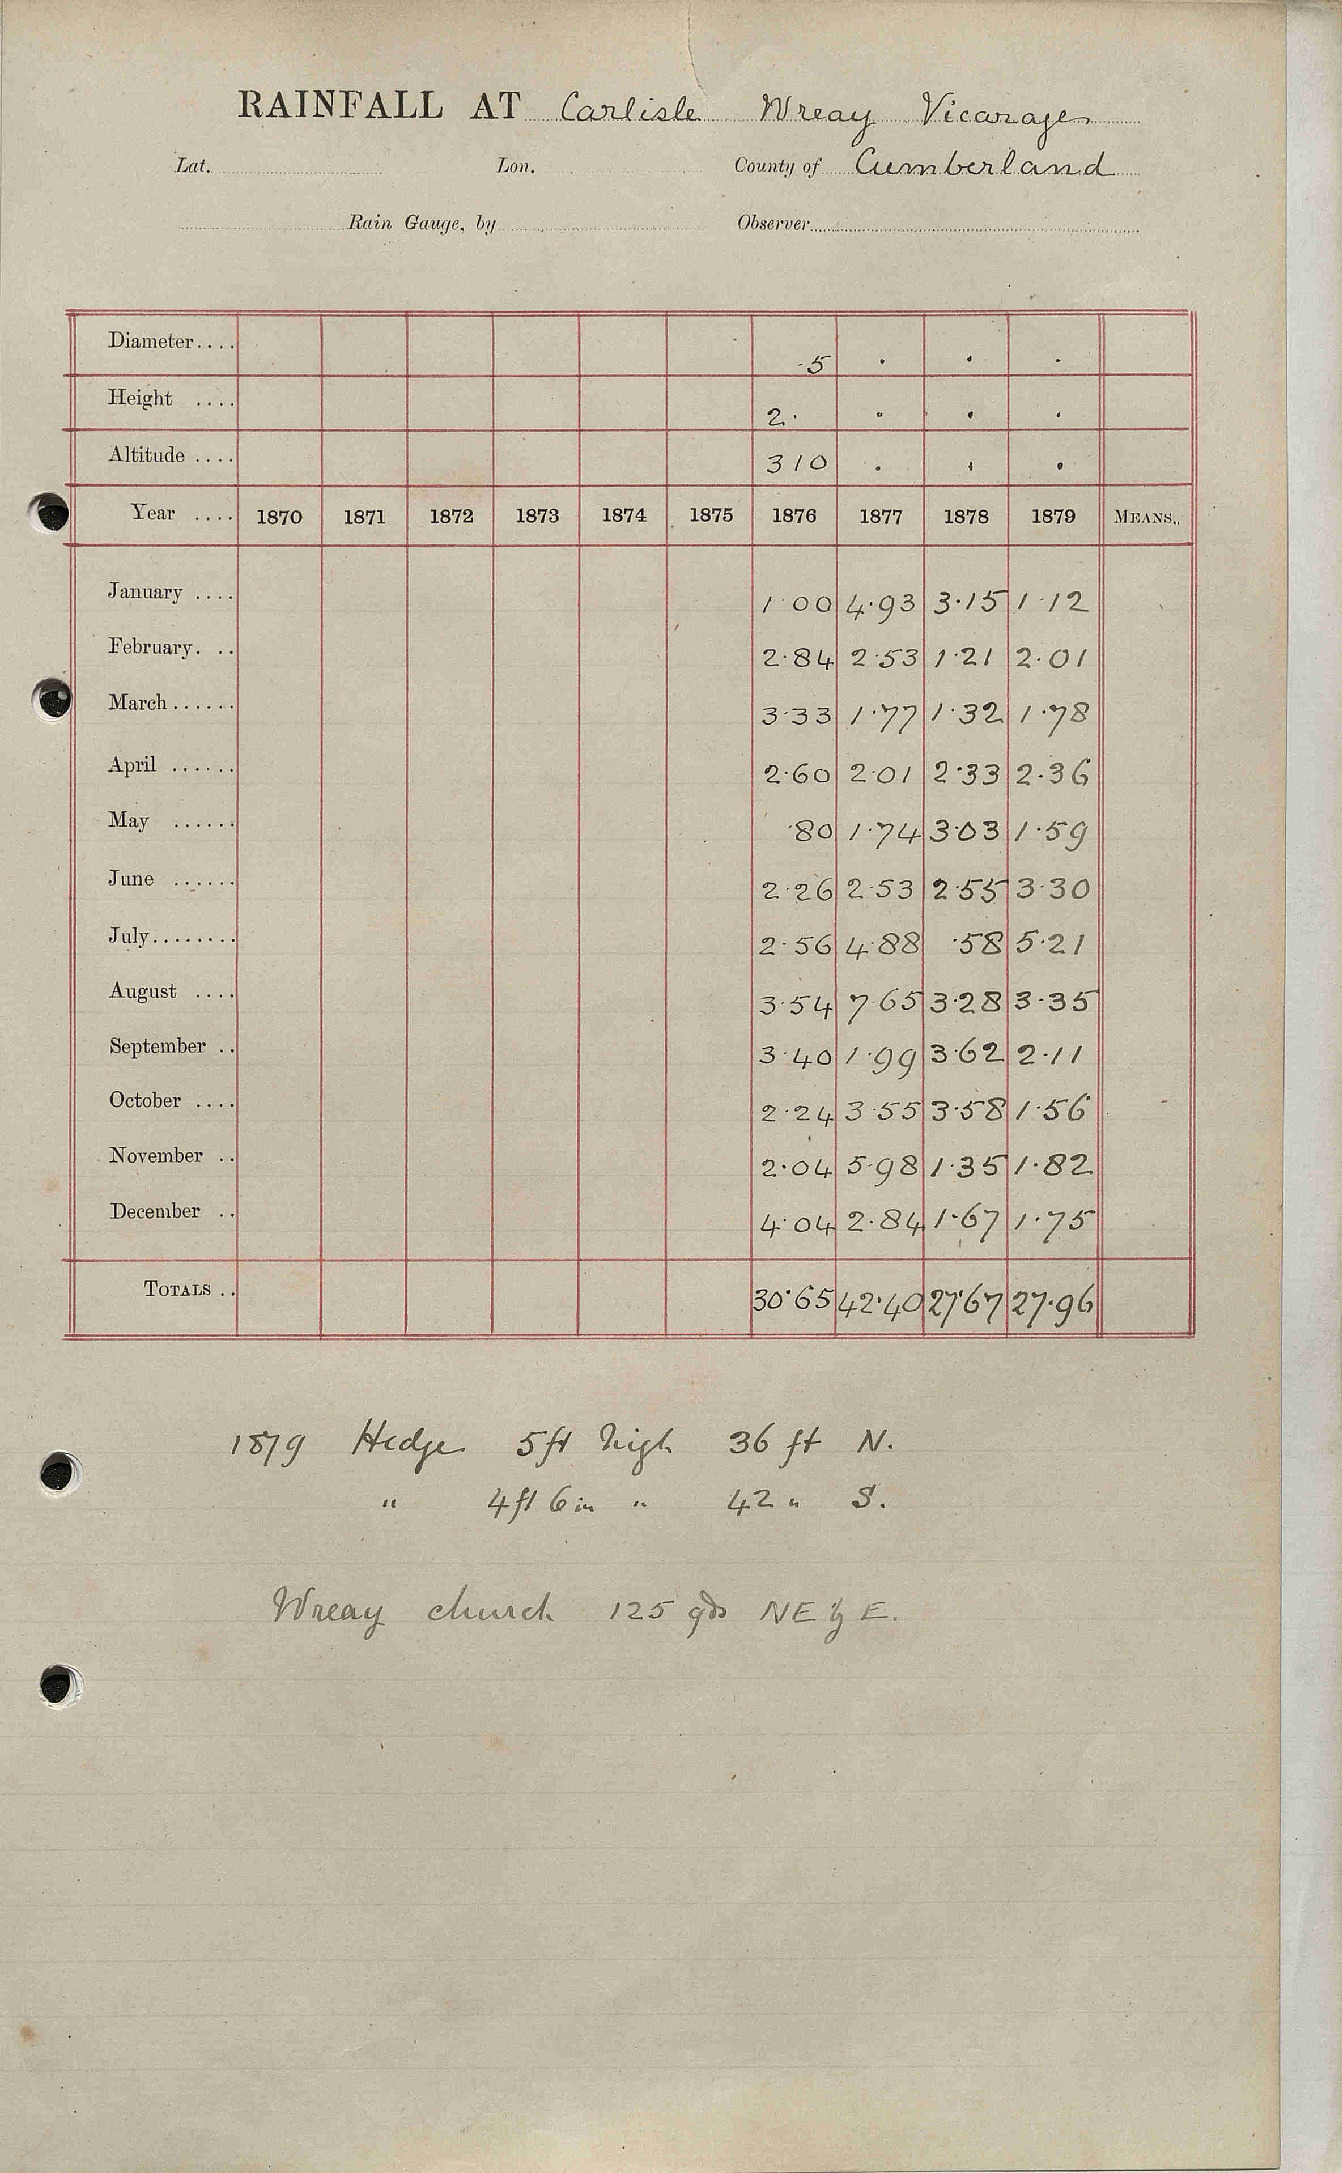 RAINFALL AT Carlisle Wreay Vicarage
Lat. Lon. County of Cumberland
Rain Gauge, by Observer
Diameter.... 5 . . .
Height .... 2. . . .
Altitude .... 310 . . .
Year .... 1870 1871 1872 1873 1874 1875 1876 1877 1878 1879 MEANS.
January .... 1·00 4·93 3·15 1·12
February. .. 2·84 2·53 1·21 2·01
March...... 3·33 1·77 1·32 1·78
April ...... 2·60 2·01 2·33 2·36
May ...... ·80 1·74 3·03 1·59
June ...... 2·26 2·53 2·55 3·30
July........ 2·56 4·88 ·58 5·21
August .... 3·54 7·65 3·28 3·35
September .. 3·40 1·99 3·62 2·11
October .... 2·24 3·55 3·58 1·56
November .. 2·04 5·98 1·35 1·82
December .. 4·04 2·84 1·67 1·75
TOTALS .. 30·65 42·40 27·67 27·96
1879 Hedge 5ft high 36 ft N.
" 4ft 6in " 42 " S.
Wreay church 125 yds NE by E.